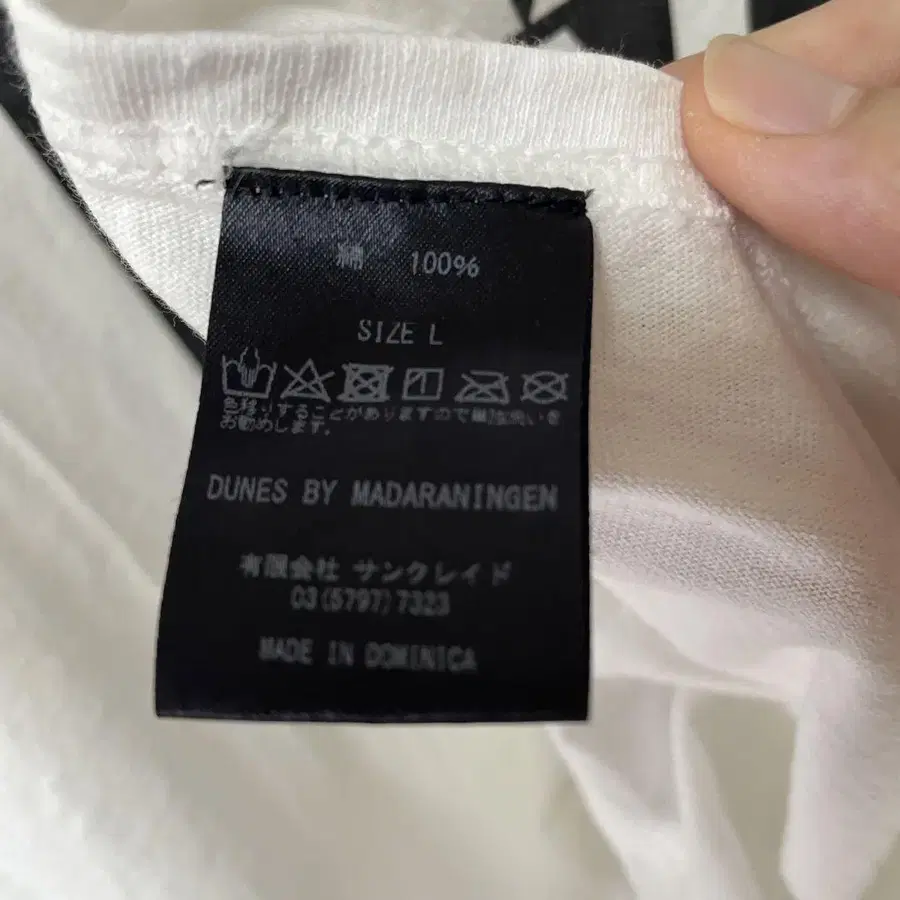 綿 100%
SIZE L
色移りすることがありますので単独洗いを
お勧めします。
DUNES BY MADARANINGEN
有限会社 サンクレイド
03(5797)7323
MADE IN DOMINICA